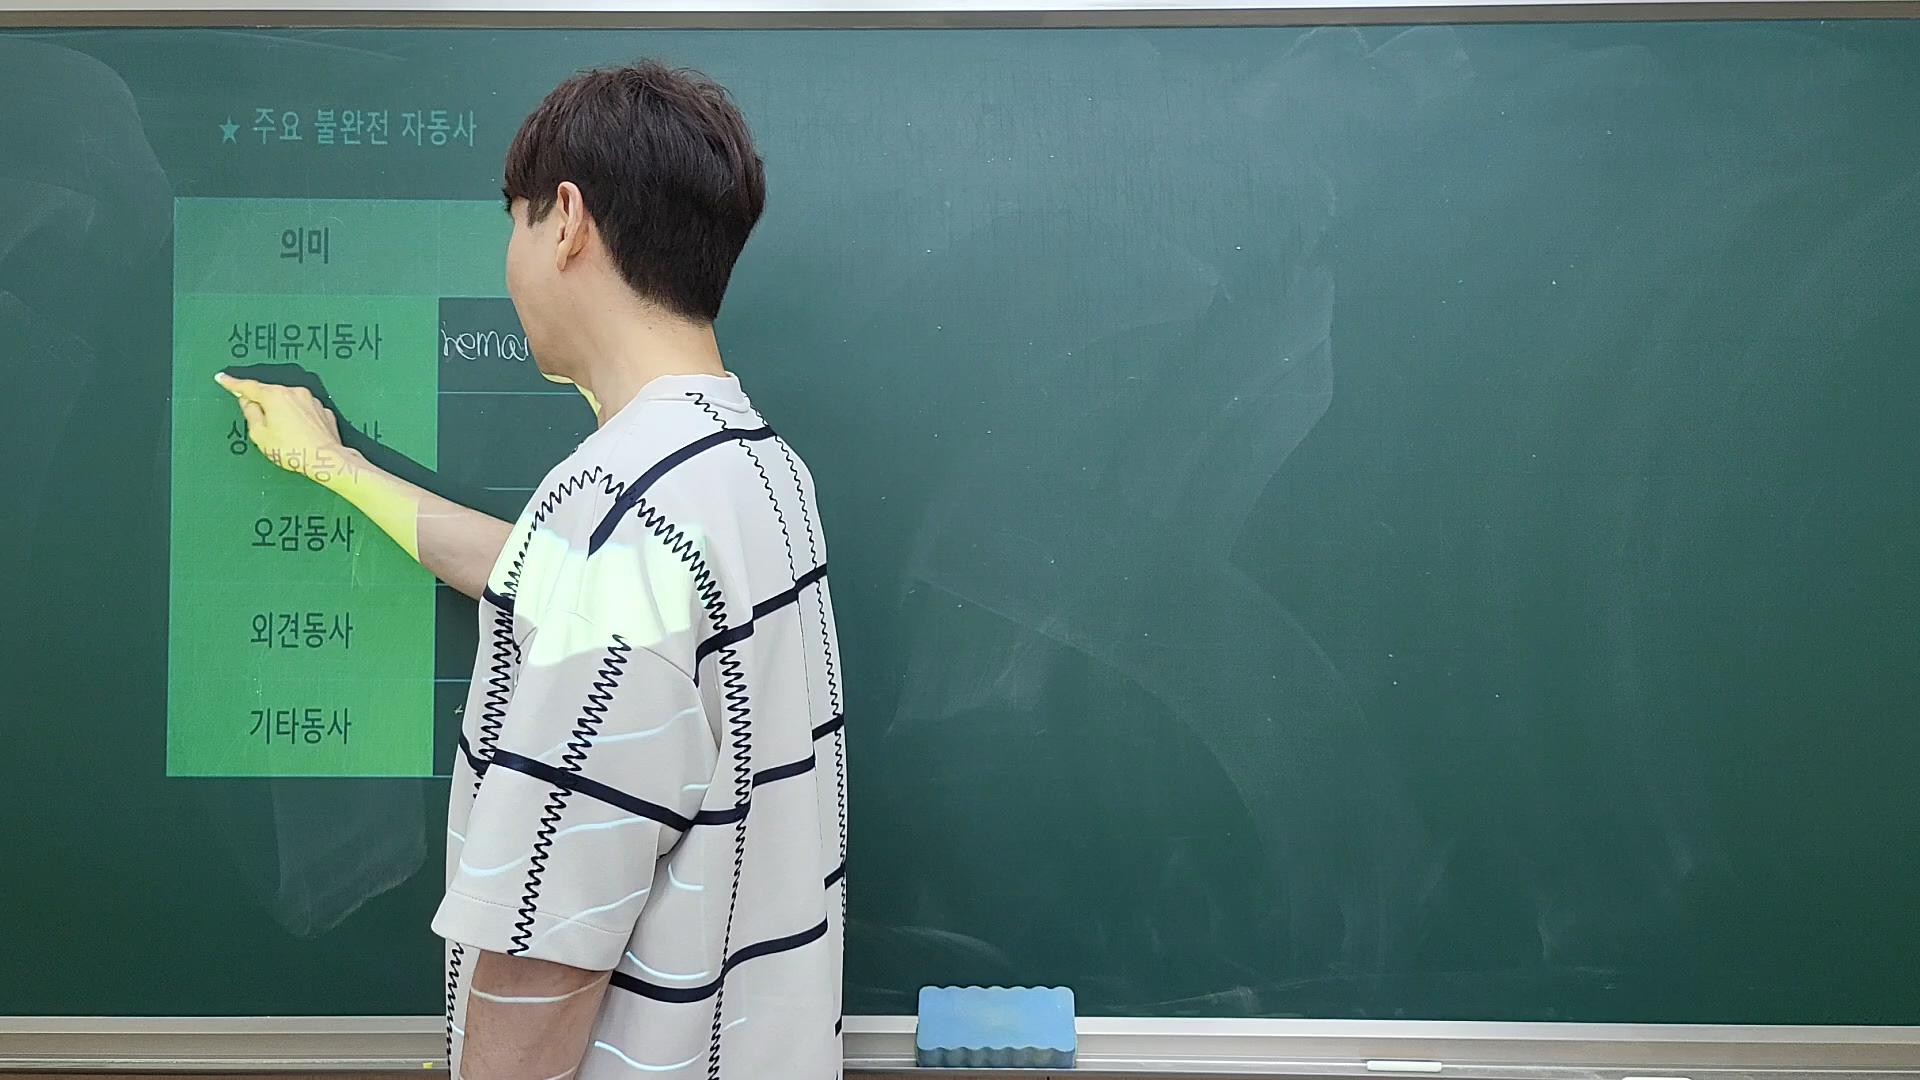 ★ 주요 불완전 자동사
의미
상태유지동사
오감동사
외견동사
기타동사